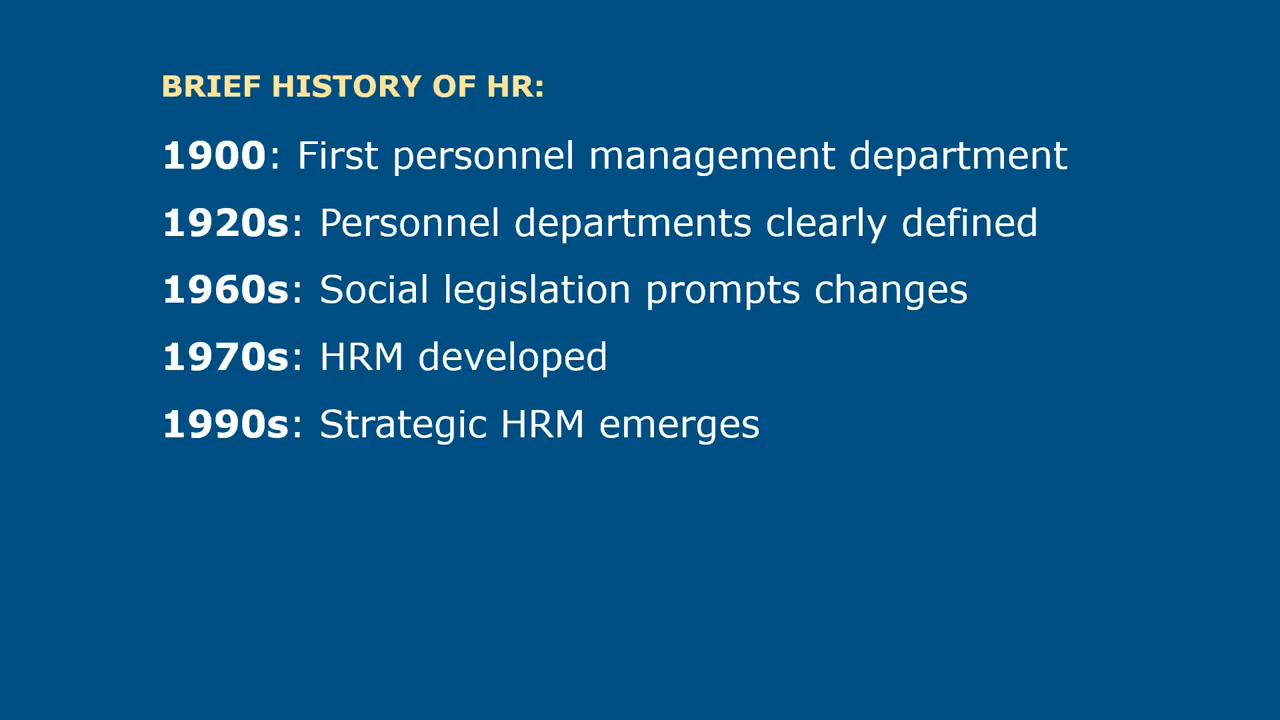 BRIEF HISTORY OF HR:
1900: First personnel management department
1920s: Personnel departments clearly defined
1960s: Social legislation prompts changes
1970s: HRM developed
1990s: Strategic HRM emerges